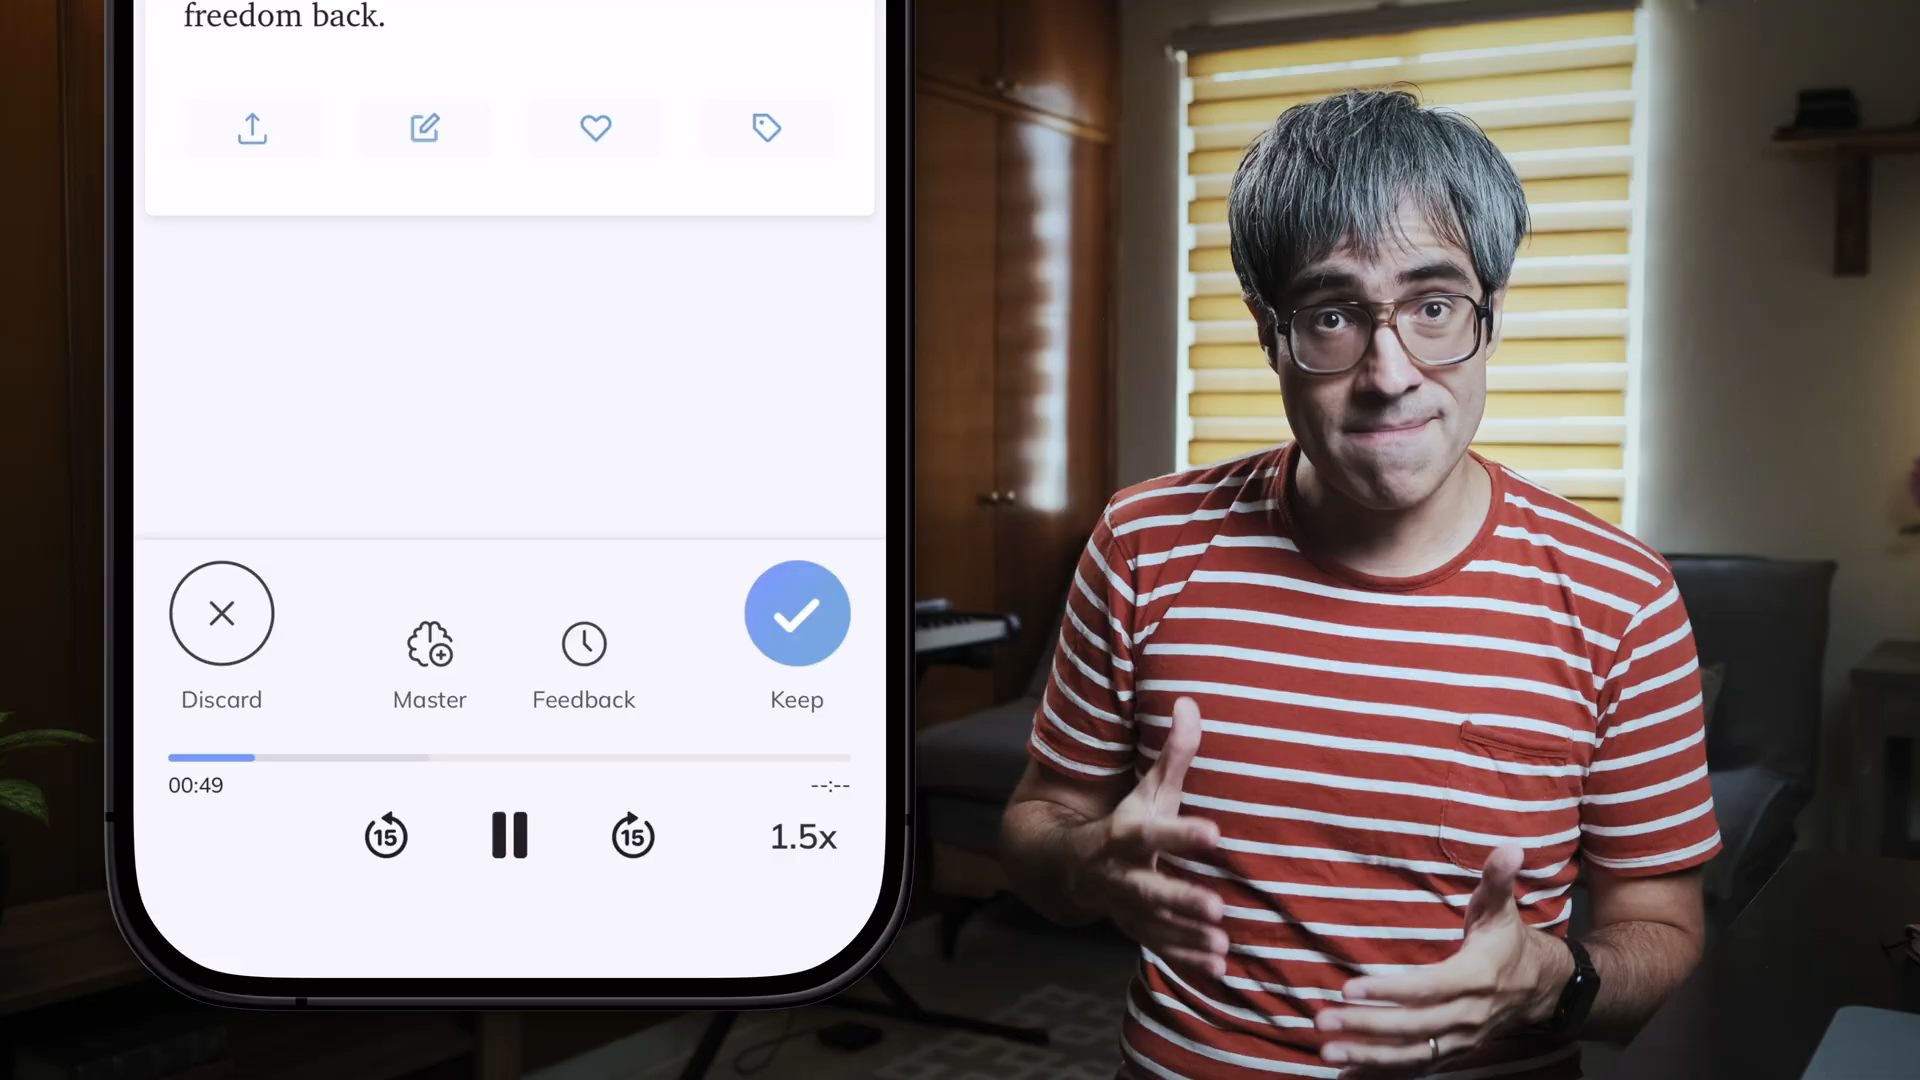 freedom back.
Discard
Master
Feedback
Keep
00:49
--:--
15
15
1.5x